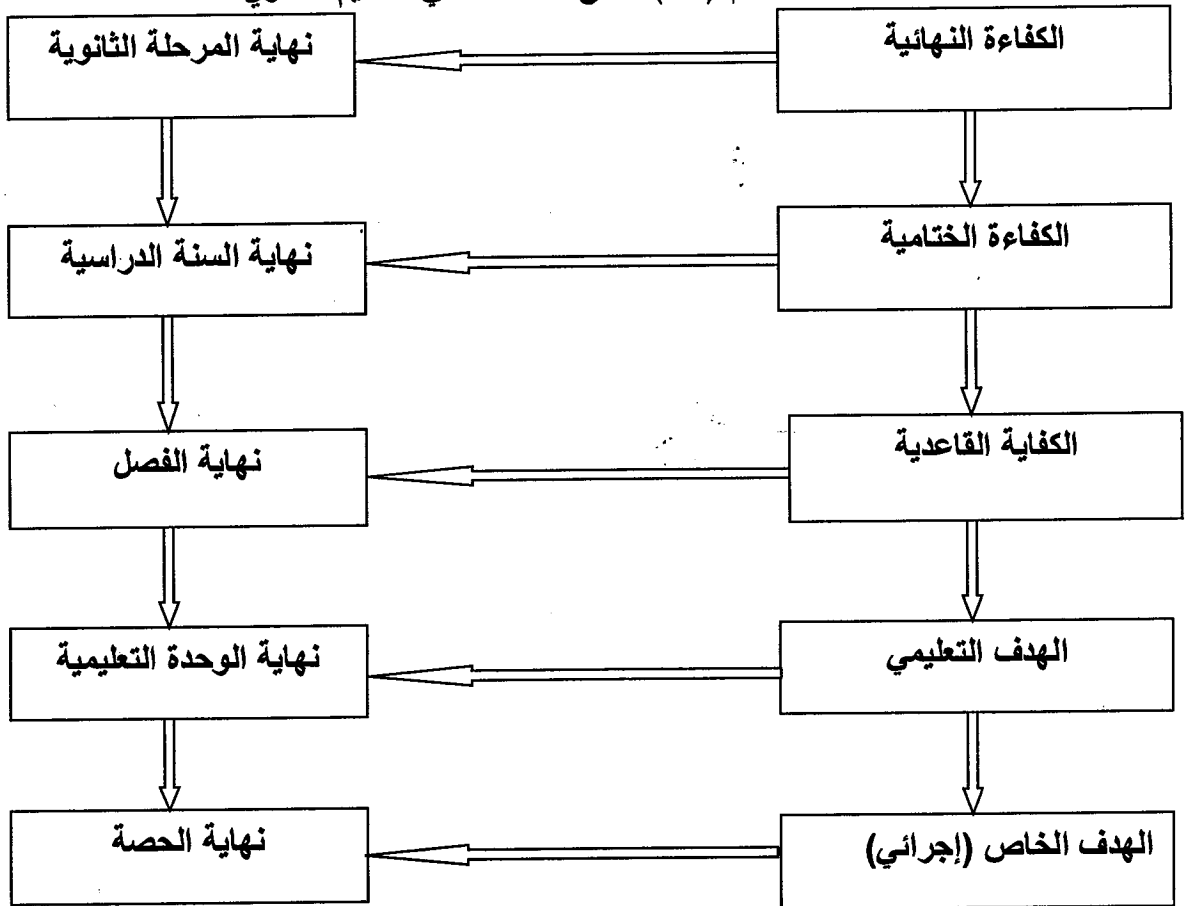 الكفاءة النهائية
نهاية المرحلة الثانوية
الكفاءة الختامية
نهاية السنة الدراسية
الكفاية القاعدية
نهاية الفصل
الهدف التعليمي
نهاية الوحدة التعليمية
الهدف الخاص (إجرائي)
نهاية الحصة